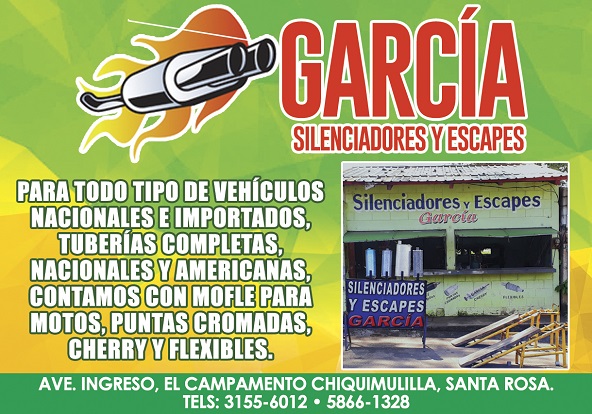 GARCÍA
SILENCIADORES Y ESCAPES
PARA TODO TIPO DE VEHÍCULOS
NACIONALES E IMPORTADOS,
TUBERÍAS COMPLETAS,
NACIONALES Y AMERICANAS,
CONTAMOS CON MOFLE PARA
MOTOS, PUNTAS CROMADAS,
CHERRY Y FLEXIBLES.
Silenciadores y Escapes
García
SILENCIADORES
Y ESCAPES
GARCÍA
FLEXIBLES
AVE. INGRESO, EL CAMPAMENTO CHIQUIMULILLA, SANTA ROSA.
TELS: 3155-6012 • 5866-1328